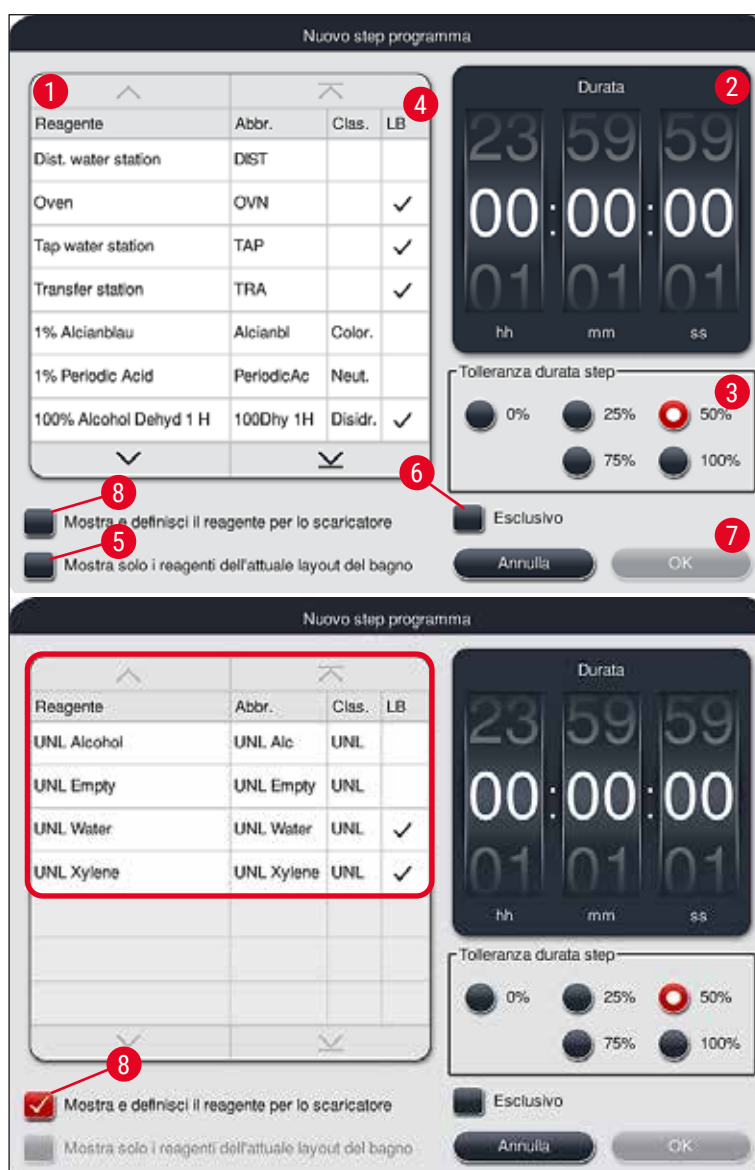 Nuovo step programma
1
4
Reagente Abbr. Clas. LB
Dist. water station DIST
Oven OVN ✓
Tap water station TAP ✓
Transfer station TRA ✓
1% Alcianblau Alcianbl Color.
1% Periodic Acid PeriodicAc Neut.
100% Alcohol Dehyd 1 H 100Dhy 1H Disidr. ✓
Durata 2
23 59 59
00:00:00
01 01 01
hh mm ss
Tolleranza durata step
3
0% 25% 50%
75% 100%
8
Mostra e definisci il reagente per lo scaricatore
5
Mostra solo i reagenti dell'attuale layout del bagno
6
Esclusivo
7
Annulla OK
Nuovo step programma
Reagente Abbr. Clas. LB
UNL Alcohol UNL Alc UNL
UNL Empty UNL Empty UNL
UNL Water UNL Water UNL ✓
UNL Xylene UNL Xylene UNL ✓
Durata
23 59 59
00:00:00
01 01 01
hh mm ss
Tolleranza durata step
0% 25% 50%
75% 100%
8
Mostra e definisci il reagente per lo scaricatore
Mostra solo i reagenti dell'attuale layout del bagno
Esclusivo
Annulla OK